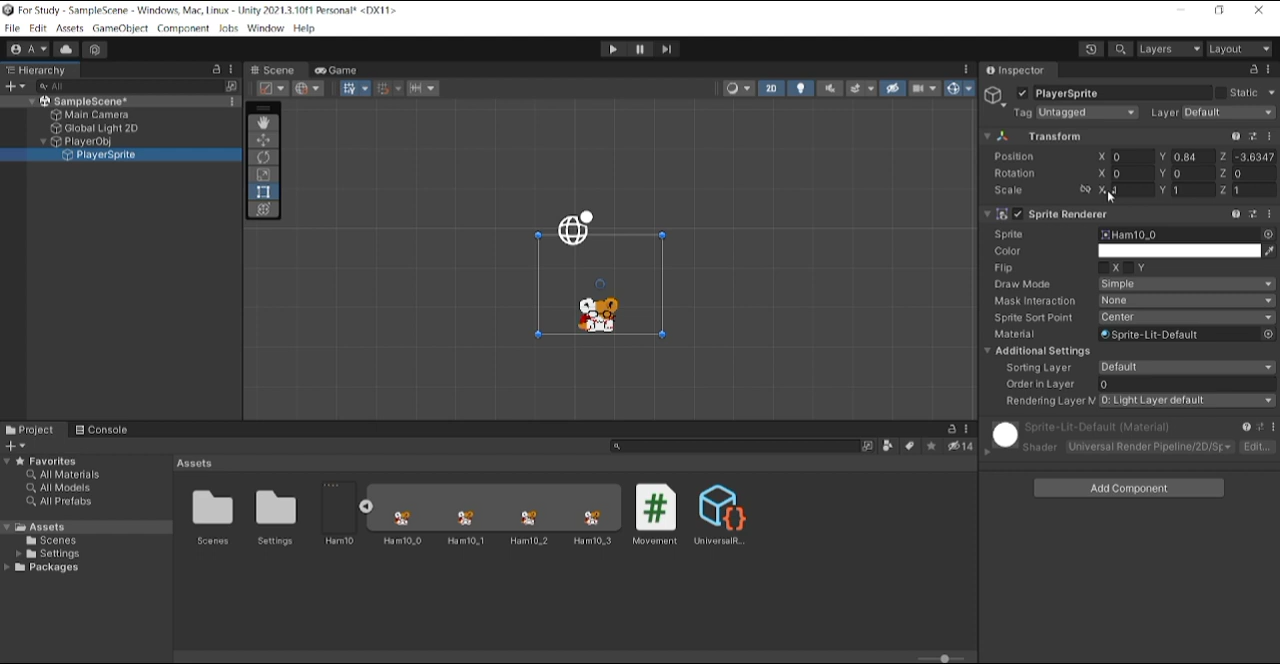 For Study - SampleScene - Windows, Mac, Linux - Unity 2021.3.10f1 Personal* <DX11>
File Edit Assets GameObject Component Jobs Window Help
A Layers Layout
Hierarchy
All
SampleScene*
Main Camera
Global Light 2D
PlayerObj
PlayerSprite
Scene Game
2D
Inspector
PlayerSprite Static
Tag Untagged Layer Default
Transform
Position X 0 Y 0.84 Z -3.6347
Rotation X 0 Y 0 Z 0
Scale X 1 Y 1 Z 1
Sprite Renderer
Sprite Ham10_0
Color
Flip X Y
Draw Mode Simple
Mask Interaction None
Sprite Sort Point Center
Material Sprite-Lit-Default
Additional Settings
Sorting Layer Default
Order in Layer 0
Rendering Layer M 0: Light Layer default
Sprite-Lit-Default (Material)
Shader Universal Render Pipeline/2D/Sp Edit...
Add Component
Project Console
14
Favorites
All Materials
All Models
All Prefabs
Assets
Scenes
Settings
Packages
Assets
Scenes Settings Ham10 Ham10_0 Ham10_1 Ham10_2 Ham10_3 Movement UniversalR...